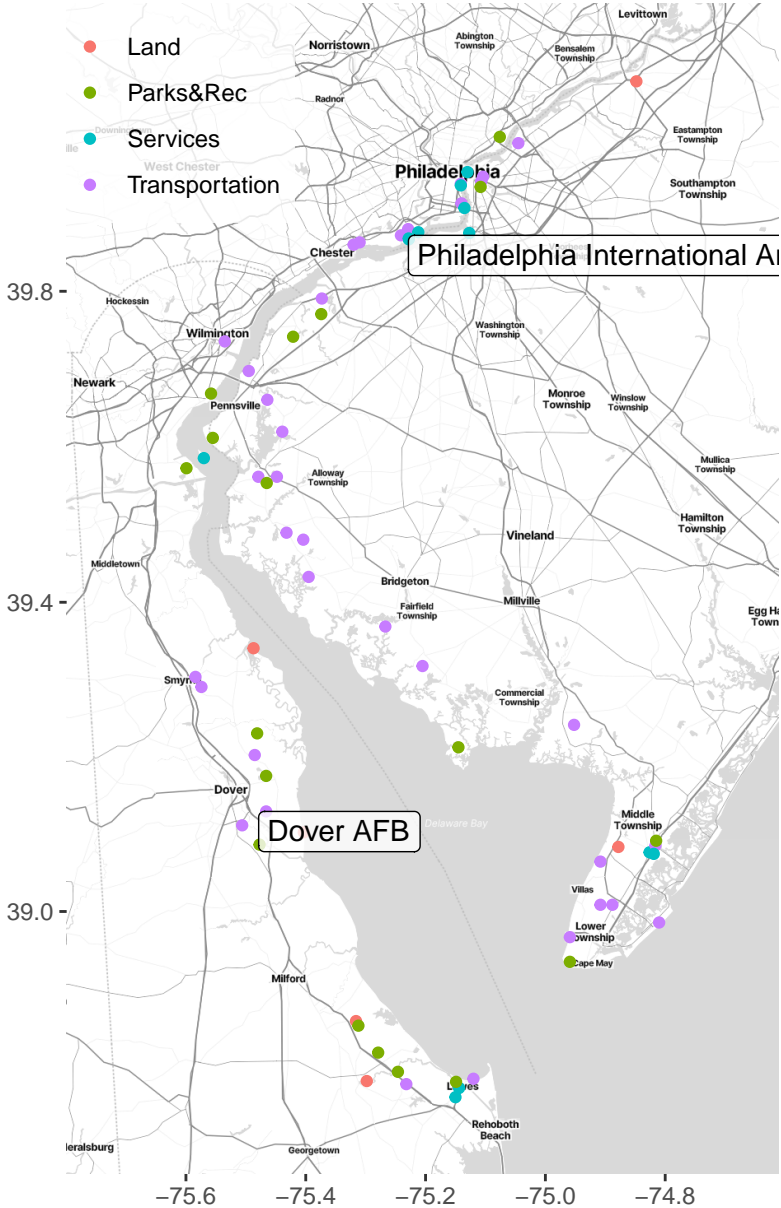 Levittown
Land
Norristown
Abington
Township
Bensalem
Township
Parks&Rec
Radnor
Downingtown
Services
Eastampton
Township
ville
West Chester
Philadelphia
Transportation
Southampton
Township
Chester
Philadelphia International Ai
39.8
Hockessin
Wilmington
Washington
Township
Newark
Pennsville
Monroe
Township
Winslow
Township
Alloway
Township
Mullica
Township
Hamilton
Township
Vineland
Middletown
Bridgeton
39.4
Fairfield
Township
Millville
Egg Ha
Town
Smyrn
Commercial
Township
Dover
Dover AFB
Delaware Bay
Middle
Township
Villas
39.0
Lower
Township
Cape May
Milford
Lewes
Rehoboth
Beach
deralsburg
Georgetown
−75.6
−75.4
−75.2
−75.0
−74.8